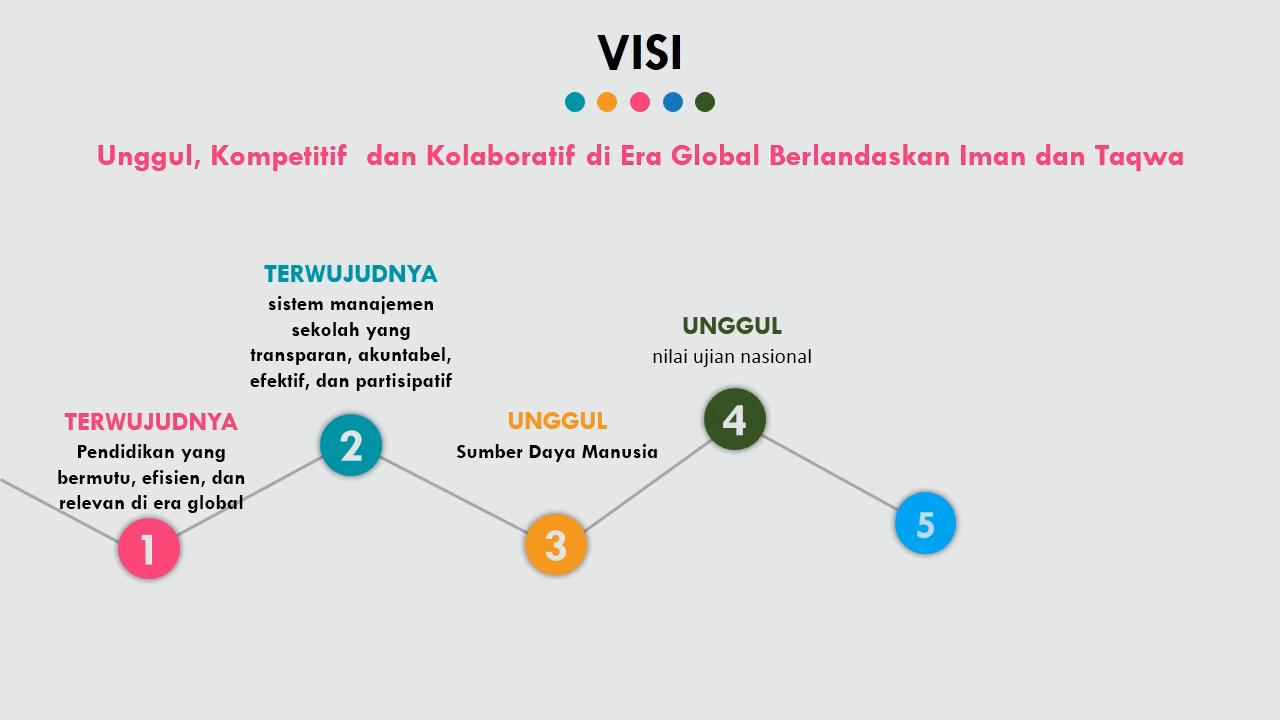 VISI
Unggul, Kompetitif dan Kolaboratif di Era Global Berlandaskan Iman dan Taqwa
TERWUJUDNYA
Pendidikan yang
bermutu, efisien, dan
relevan di era global
1
TERWUJUDNYA
sistem manajemen
sekolah yang
transparan, akuntabel,
efektif, dan partisipatif
2
UNGGUL
Sumber Daya Manusia
3
UNGGUL
nilai ujian nasional
4
5